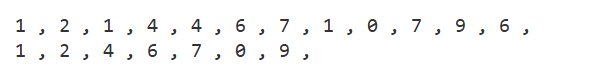 1 , 2 , 1 , 4 , 4 , 6 , 7 , 1 , 0 , 7 , 9 , 6 ,
1 , 2 , 4 , 6 , 7 , 0 , 9 ,